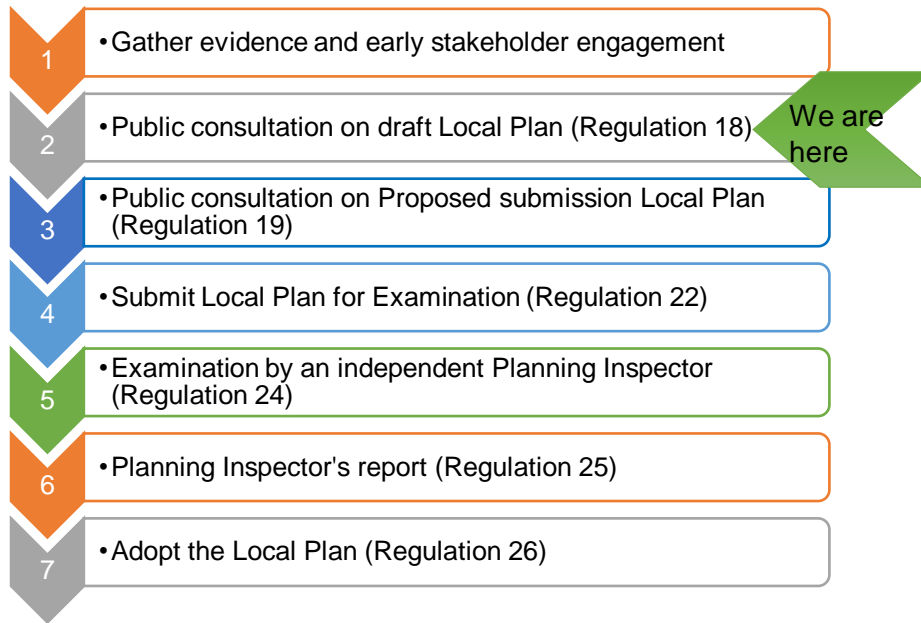 1
•Gather evidence and early stakeholder engagement
2
•Public consultation on draft Local Plan (Regulation 18)
We are
here
3
•Public consultation on Proposed submission Local Plan
(Regulation 19)
4
•Submit Local Plan for Examination (Regulation 22)
5
•Examination by an independent Planning Inspector
(Regulation 24)
6
•Planning Inspector's report (Regulation 25)
7
•Adopt the Local Plan (Regulation 26)